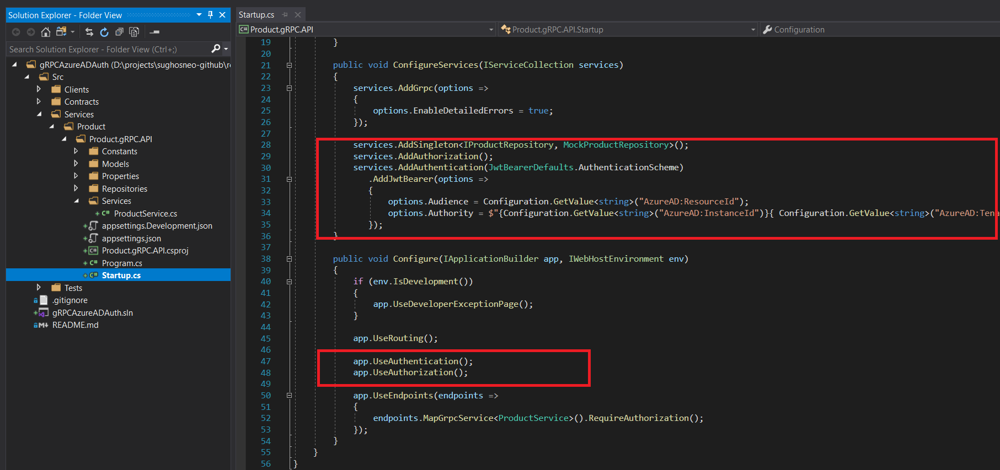 Solution Explorer - Folder View
Search Solution Explorer - Folder View (Ctrl+;)
gRPCAzureADAuth (D:\projects\sughosneo-github\r
Src
Clients
Contracts
Services
Product
Product.gRPC.API
Constants
Models
Properties
Repositories
Services
C# ProductService.cs
appsettings.Development.json
appsettings.json
C# Product.gRPC.API.csproj
C# Program.cs
C# Startup.cs
Tests
.gitignore
gRPCAzureADAuth.sln
README.md
Startup.cs
C# Product.gRPC.API
Product.gRPC.API.Startup
Configuration
19 }
20
21 public void ConfigureServices(IServiceCollection services)
22 {
23 services.AddGrpc(options =>
24 {
25 options.EnableDetailedErrors = true;
26 });
27
28 services.AddSingleton<IProductRepository, MockProductRepository>();
29 services.AddAuthorization();
30 services.AddAuthentication(JwtBearerDefaults.AuthenticationScheme)
31 .AddJwtBearer(options =>
32 {
33 options.Audience = Configuration.GetValue<string>("AzureAD:ResourceId");
34 options.Authority = $"{Configuration.GetValue<string>("AzureAD:InstanceId")}{ Configuration.GetValue<string>("AzureAD:Tena
35 });
36 }
37
38 public void Configure(IApplicationBuilder app, IWebHostEnvironment env)
39 {
40 if (env.IsDevelopment())
41 {
42 app.UseDeveloperExceptionPage();
43 }
44
45 app.UseRouting();
46
47 app.UseAuthentication();
48 app.UseAuthorization();
49
50 app.UseEndpoints(endpoints =>
51 {
52 endpoints.MapGrpcService<ProductService>().RequireAuthorization();
53 });
54 }
55 }
56 }